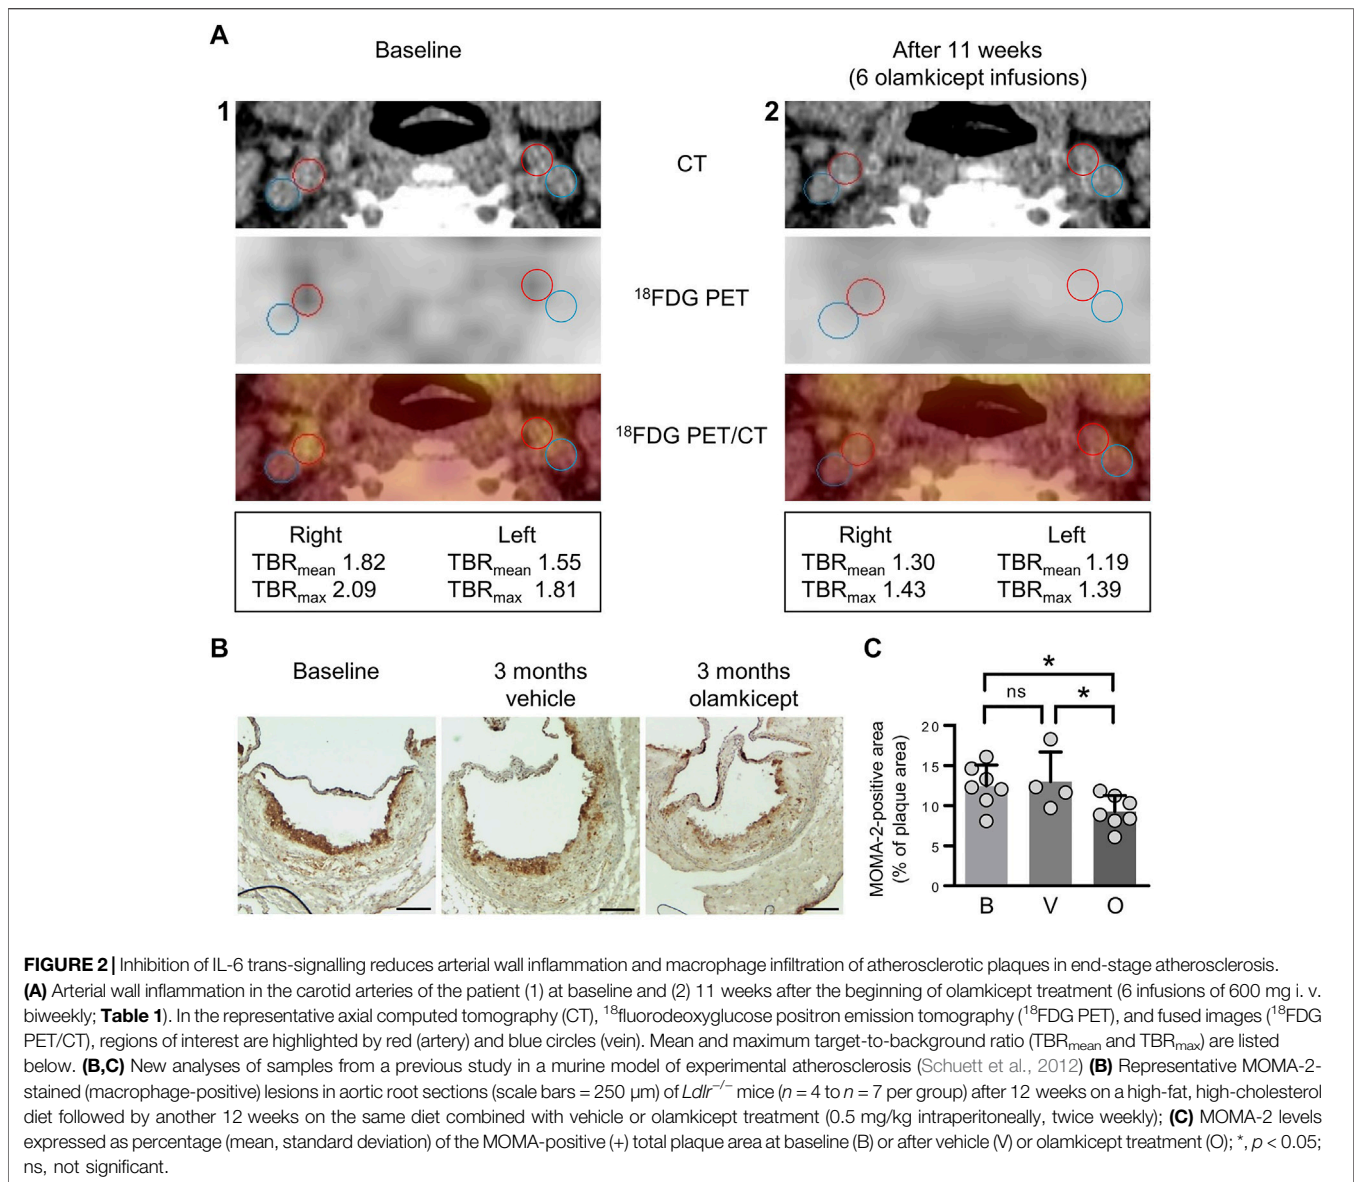 A
Baseline
After 11 weeks
(6 olamkicept infusions)
1
2
CT
¹⁸FDG PET
¹⁸FDG PET/CT
Right Left
TBRmean 1.82 TBRmean 1.55
TBRmax 2.09 TBRmax 1.81
Right Left
TBRmean 1.30 TBRmean 1.19
TBRmax 1.43 TBRmax 1.39
B
Baseline
3 months
vehicle
3 months
olamkicept
C
*
ns *
MOMA-2-positive area
(% of plaque area)
20
15
10
5
0
B V O
FIGURE 2 | Inhibition of IL-6 trans-signalling reduces arterial wall inflammation and macrophage infiltration of atherosclerotic plaques in end-stage atherosclerosis.
(A) Arterial wall inflammation in the carotid arteries of the patient (1) at baseline and (2) 11 weeks after the beginning of olamkicept treatment (6 infusions of 600 mg i. v.
biweekly; Table 1). In the representative axial computed tomography (CT), ¹⁸fluorodeoxyglucose positron emission tomography (¹⁸FDG PET), and fused images (¹⁸FDG
PET/CT), regions of interest are highlighted by red (artery) and blue circles (vein). Mean and maximum target-to-background ratio (TBRmean and TBRmax) are listed
below. (B,C) New analyses of samples from a previous study in a murine model of experimental atherosclerosis (Schuett et al., 2012) (B) Representative MOMA-2-
stained (macrophage-positive) lesions in aortic root sections (scale bars = 250 µm) of Ldlr⁻/⁻ mice (n = 4 to n = 7 per group) after 12 weeks on a high-fat, high-cholesterol
diet followed by another 12 weeks on the same diet combined with vehicle or olamkicept treatment (0.5 mg/kg intraperitoneally, twice weekly); (C) MOMA-2 levels
expressed as percentage (mean, standard deviation) of the MOMA-positive (+) total plaque area at baseline (B) or after vehicle (V) or olamkicept treatment (O); *, p < 0.05;
ns, not significant.